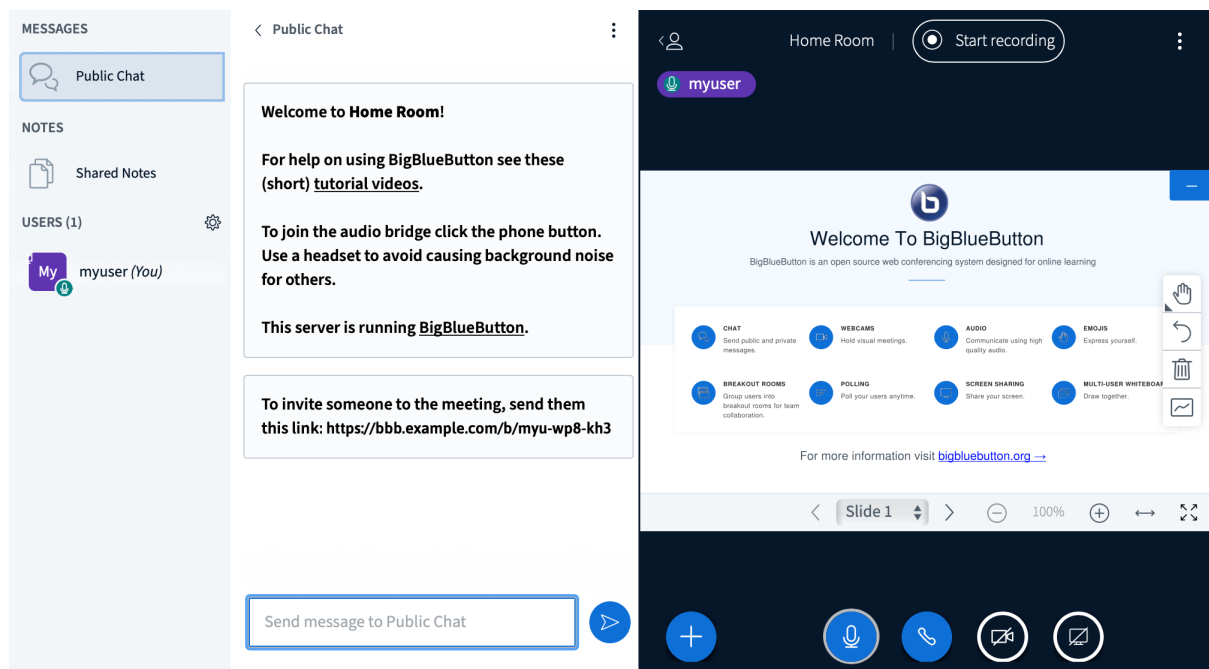 MESSAGES
Public Chat
NOTES
Shared Notes
USERS (1)
My
myuser (You)
Public Chat
Welcome to Home Room!
For help on using BigBlueButton see these
(short) tutorial videos.
To join the audio bridge click the phone button.
Use a headset to avoid causing background noise
for others.
This server is running BigBlueButton.
To invite someone to the meeting, send them
this link: https://bbb.example.com/b/myu-wp8-kh3
Send message to Public Chat
Home Room
Start recording
myuser
b
Welcome To BigBlueButton
BigBlueButton is an open source web conferencing system designed for online learning
CHAT
Send public and private
messages.
WEBCAMS
Hold visual meetings.
AUDIO
Communicate using high
quality audio.
EMOJIS
Express yourself.
BREAKOUT ROOMS
Group users into
breakout rooms for team
collaboration.
POLLING
Poll your users anytime.
SCREEN SHARING
Share your screen.
MULTI-USER WHITEBOAR
Draw together.
For more information visit bigbluebutton.org →
Slide 1
100%